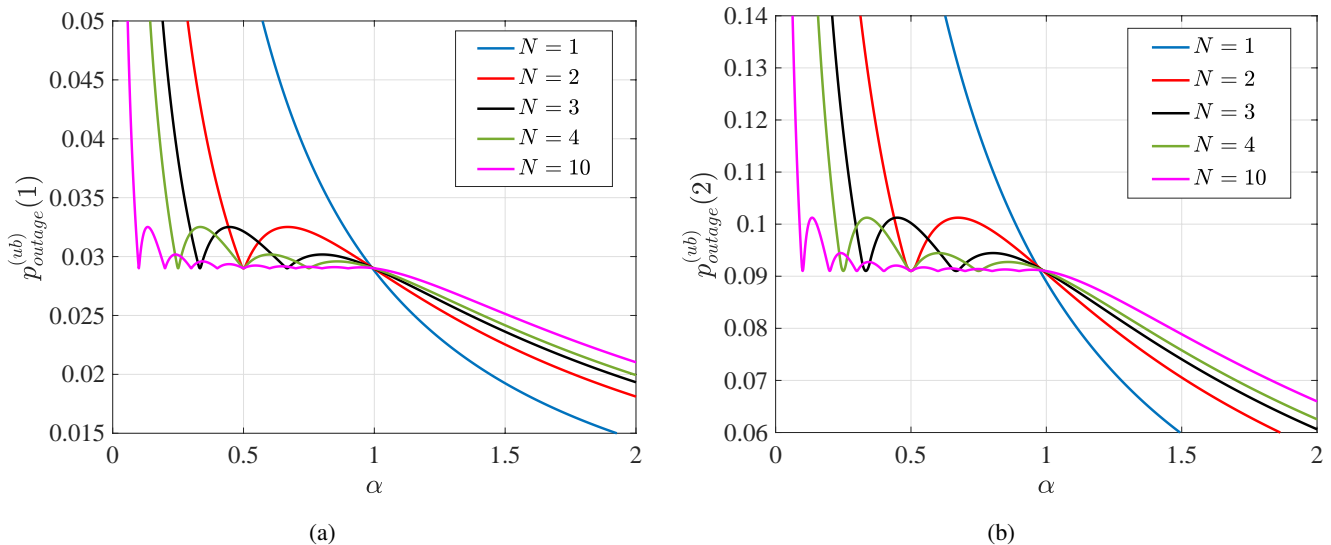 0.05
0.045
0.04
0.035
0.03
0.025
0.02
0.015
0
0.5
1
1.5
2
p_{outage}^{(ub)}(1)
α
N = 1
N = 2
N = 3
N = 4
N = 10
(a)
0.14
0.13
0.12
0.11
0.1
0.09
0.08
0.07
0.06
0
0.5
1
1.5
2
p_{outage}^{(ub)}(2)
α
N = 1
N = 2
N = 3
N = 4
N = 10
(b)